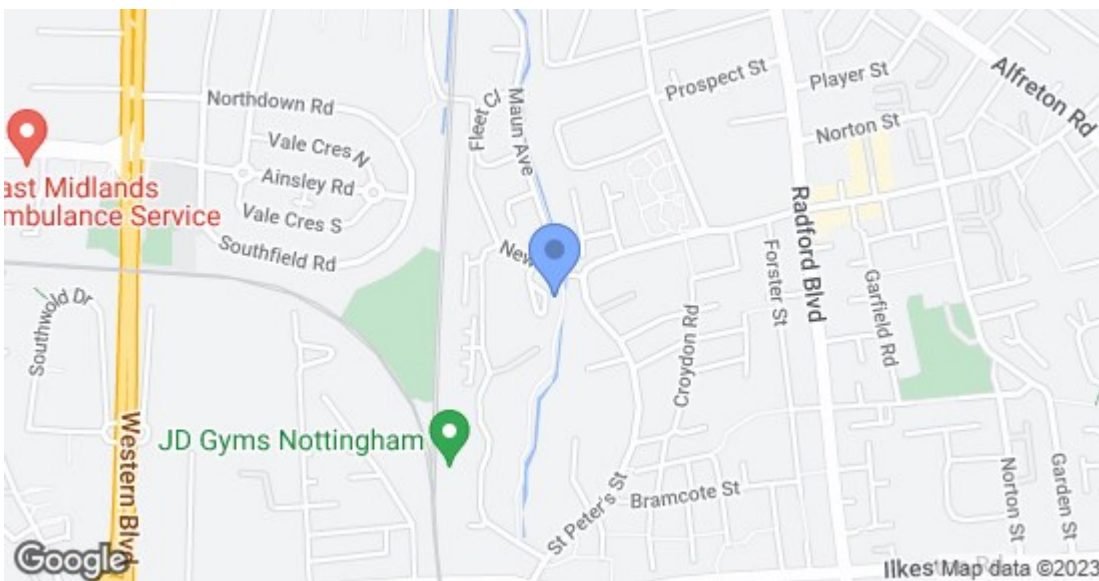 Prospect St
Player St
Alfreton Rd
Northdown Rd
Fleet Cl
Maun Ave
Norton St
Vale Cres N
Ainsley Rd
ast Midlands
mbulance Service
Vale Cres S
Radford Blvd
Southfield Rd
New
Forster St
Garfield Rd
Southwold Dr
Croydon Rd
JD Gyms Nottingham
Western Blvd
Norton St
Garden St
Bramcote St
St Peter's St
Google
Ilkes
Map data ©2023